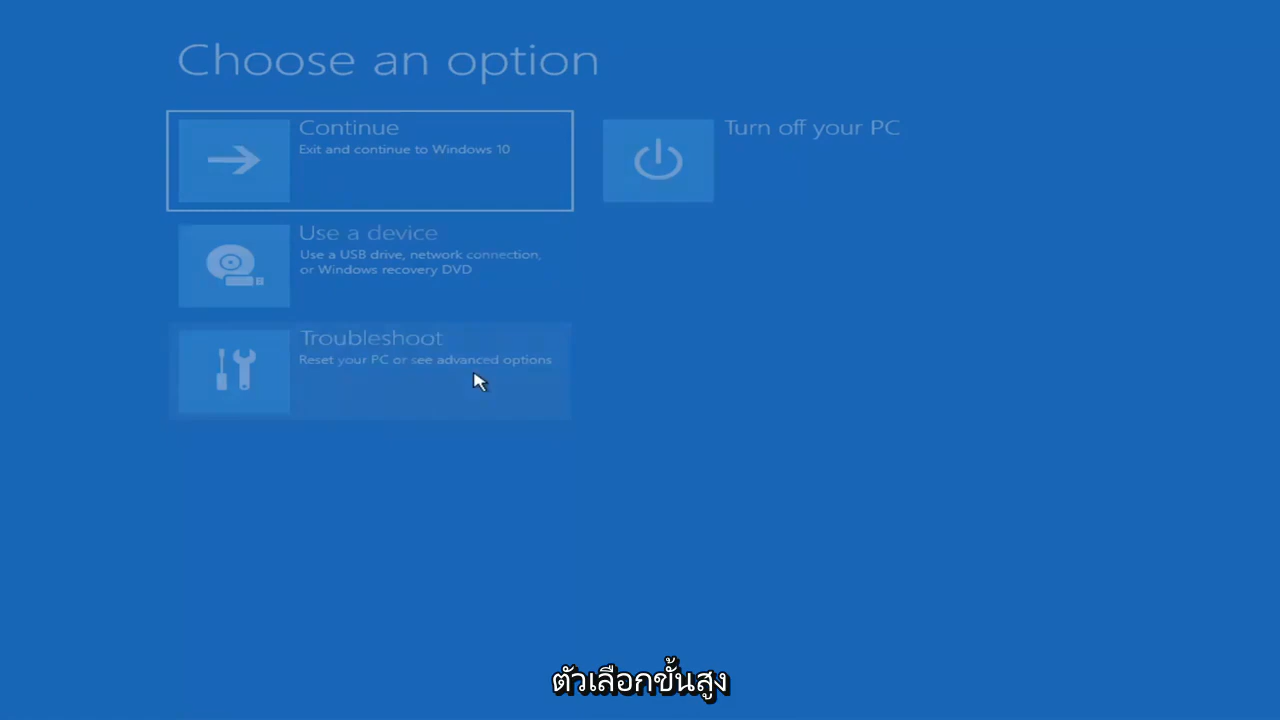 Choose an option
Continue
Exit and continue to Windows 10
Turn off your PC
Use a device
Use a USB drive, network connection,
or Windows recovery DVD
Troubleshoot
Reset your PC or see advanced options
ตัวเลือกขั้นสูง